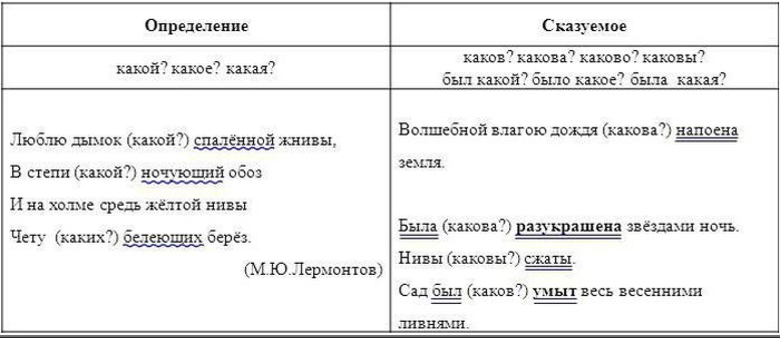 Определение
Сказуемое
какой? какое? какая?
каков? какова? каково? каковы?
был какой? было какое? была какая?
Люблю дымок (какой?) спалённой жнивы,
В степи (какой?) ночующий обоз
И на холме средь жёлтой нивы
Чету (каких?) белеющих берёз.
(М.Ю.Лермонтов)
Волшебной влагою дождя (какова?) напоена
земля.
Была (какова?) разукрашена звёздами ночь.
Нивы (каковы?) сжаты.
Сад был (каков?) умыт весь весенними
ливнями.